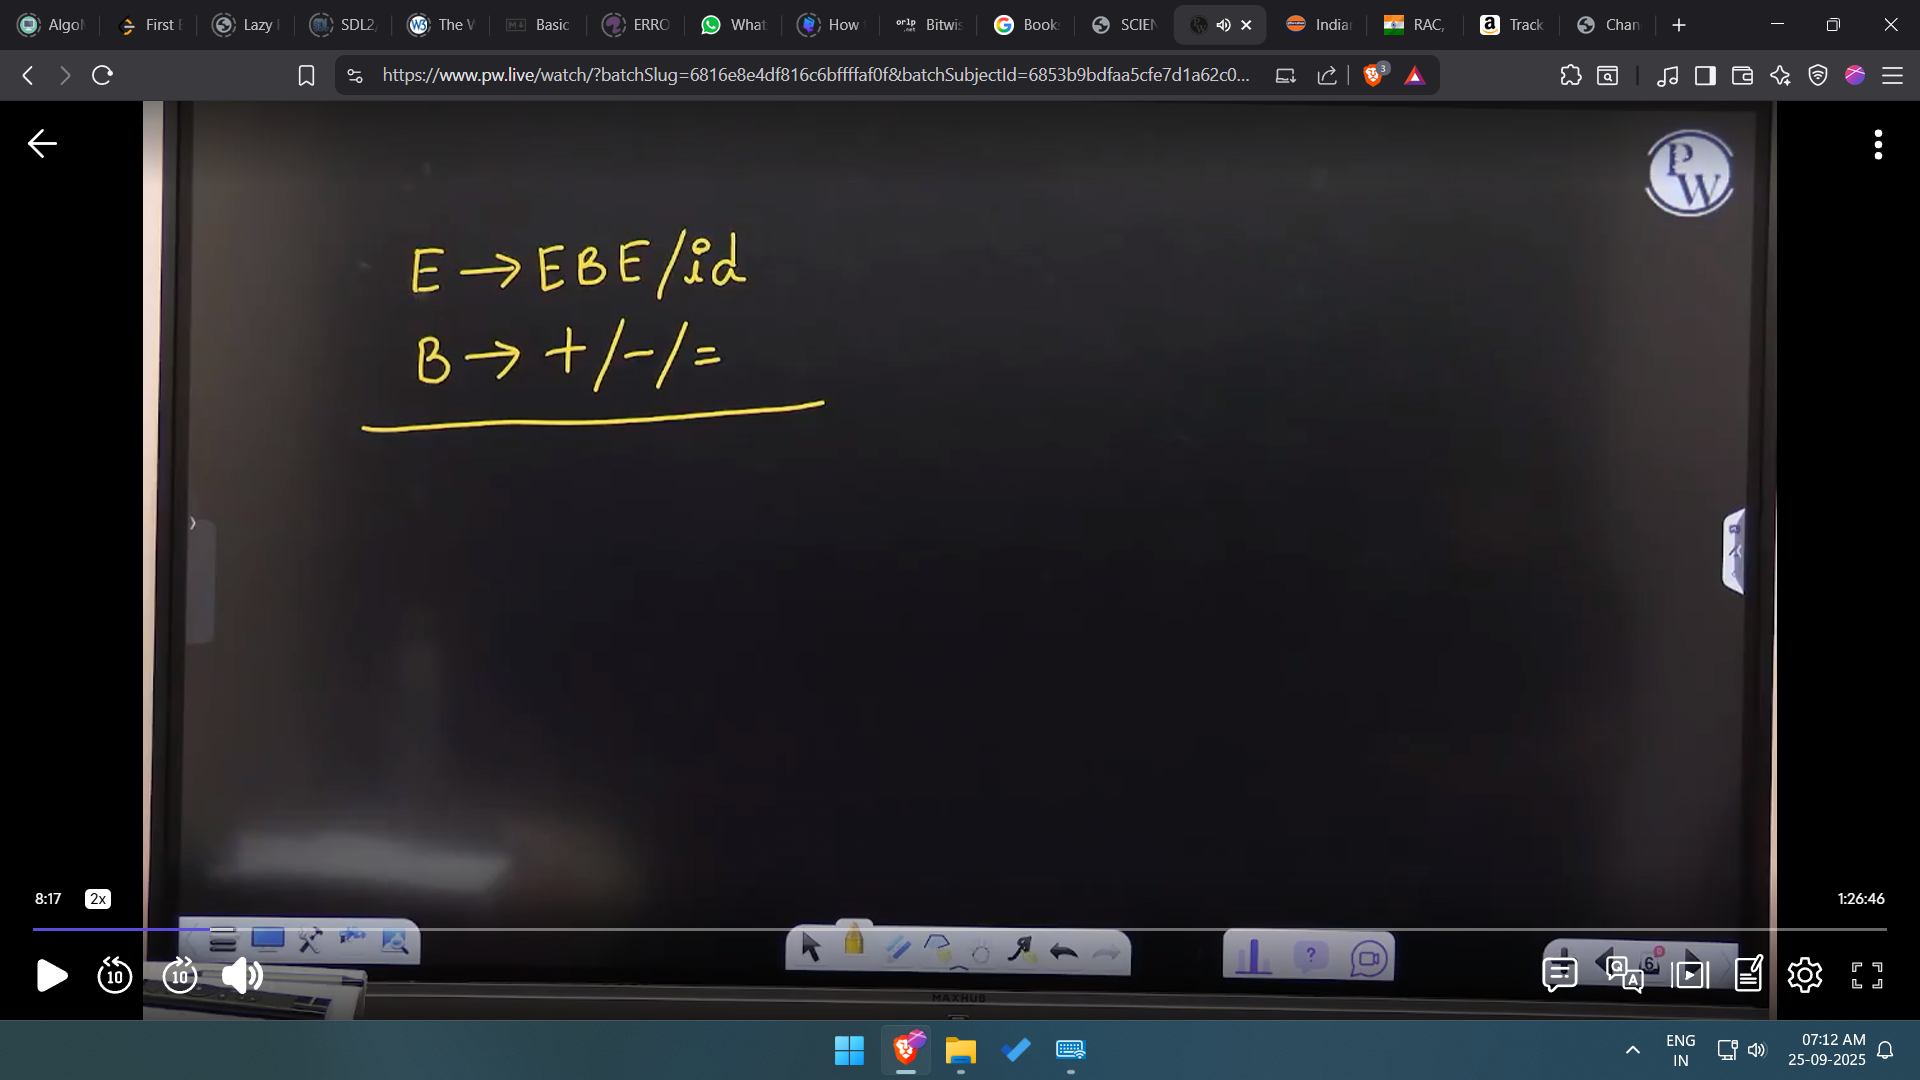 Algo First E Lazy SDL2, The W Basic ERRO What How Bitwis Book SCIEN India RAC, Track Chan
https://www.pw.live/watch/?batchSlug=6816e8e4df816c6bffffaf0f&batchSubjectId=6853b9bdfaa5cfe7d1a62c0... 3
PW
E → EBE/id
B → +/-/=
8:17 2x 1:26:46
10 10
MAXHUB
ENG 07:12 AM
IN 25-09-2025